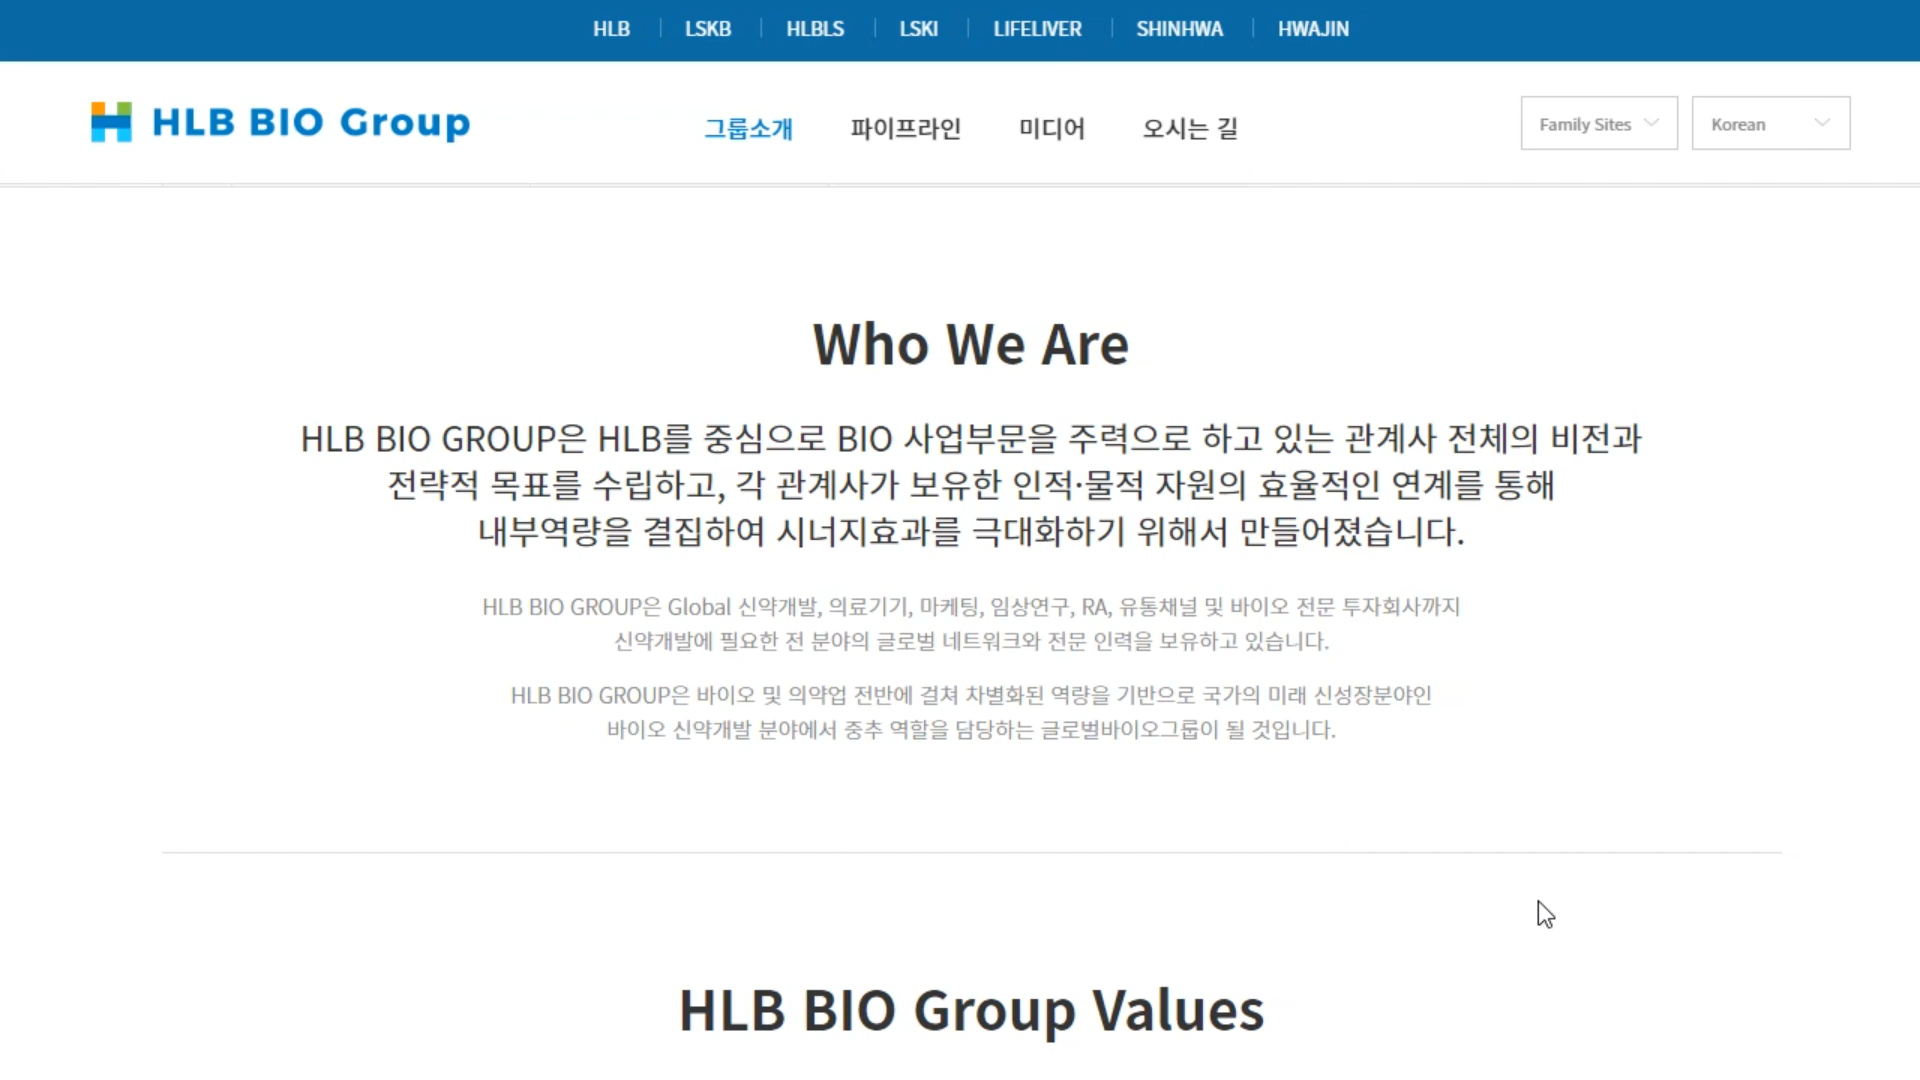 HLB LSKB HLBLS LSKI LIFELIVER SHINHWA HWAJIN
HLB BIO Group 그룹소개 파이프라인 미디어 오시는 길 Family Sites Korean
Who We Are
HLB BIO GROUP은 HLB를 중심으로 BIO 사업부문을 주력으로 하고 있는 관계사 전체의 비전과
전략적 목표를 수립하고, 각 관계사가 보유한 인적·물적 자원의 효율적인 연계를 통해
내부역량을 결집하여 시너지효과를 극대화하기 위해서 만들어졌습니다.
HLB BIO GROUP은 Global 신약개발, 의료기기, 마케팅, 임상연구, RA, 유통채널 및 바이오 전문 투자회사까지
신약개발에 필요한 전 분야의 글로벌 네트워크와 전문 인력을 보유하고 있습니다.
HLB BIO GROUP은 바이오 및 의약업 전반에 걸쳐 차별화된 역량을 기반으로 국가의 미래 신성장분야인
바이오 신약개발 분야에서 중추 역할을 담당하는 글로벌바이오그룹이 될 것입니다.
HLB BIO Group Values